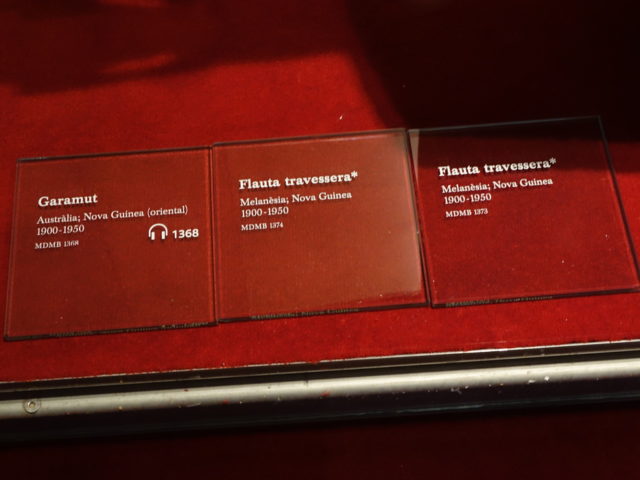 Garamut
Austràlia; Nova Guinea (oriental)
1900-1950
MDMB 1368
1368
Flauta travessera*
Melanèsia; Nova Guinea
1900-1950
MDMB 1374
Flauta travessera*
Melanèsia; Nova Guinea
1900-1950
MDMB 1373